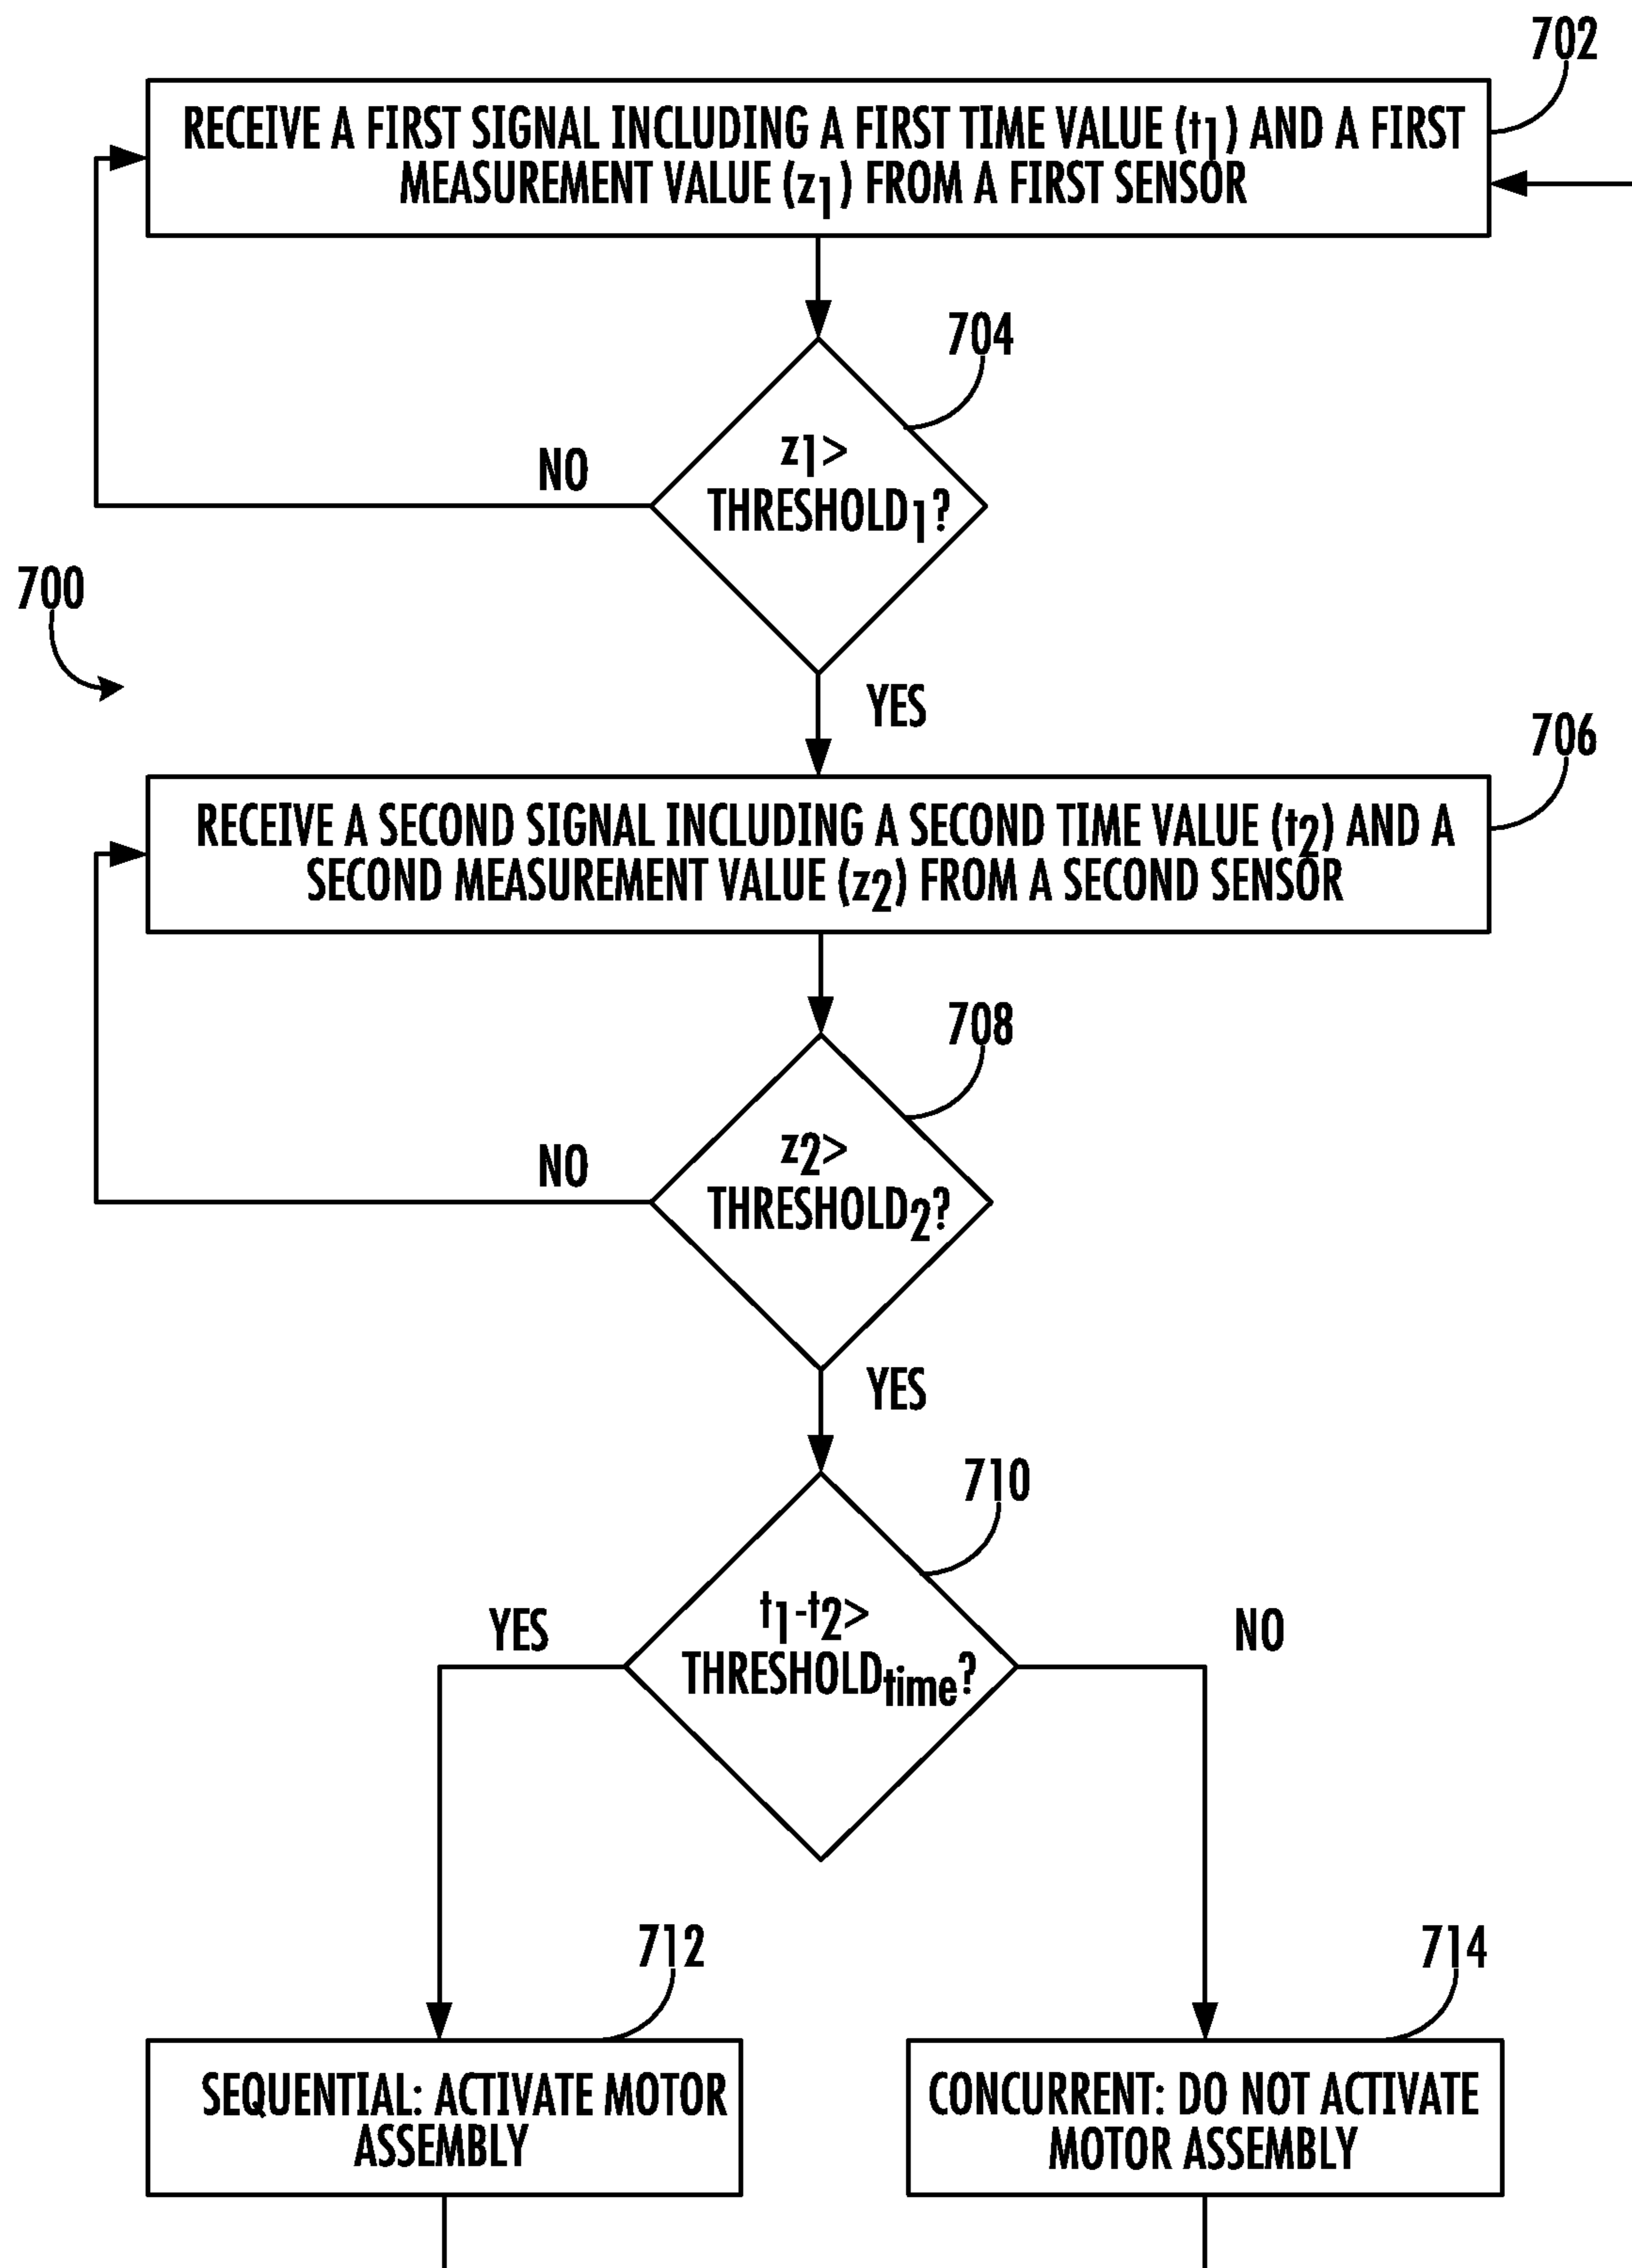 702
RECEIVE A FIRST SIGNAL INCLUDING A FIRST TIME VALUE (t1) AND A FIRST
MEASUREMENT VALUE (z1) FROM A FIRST SENSOR
704
z1>
THRESHOLD1?
NO
700
YES
706
RECEIVE A SECOND SIGNAL INCLUDING A SECOND TIME VALUE (t2) AND A
SECOND MEASUREMENT VALUE (z2) FROM A SECOND SENSOR
708
z2>
THRESHOLD2?
NO
YES
710
t1-t2>
THRESHOLDtime?
YES
NO
712
714
SEQUENTIAL: ACTIVATE MOTOR
ASSEMBLY
CONCURRENT: DO NOT ACTIVATE
MOTOR ASSEMBLY